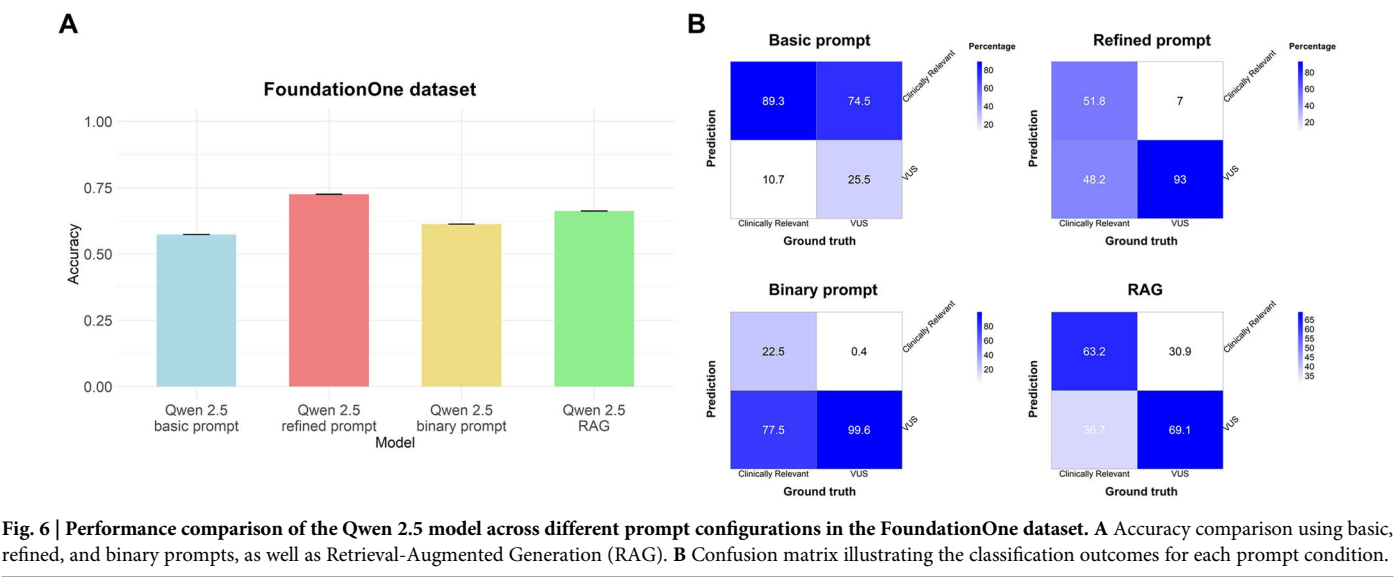 A
FoundationOne dataset
Accuracy
1.00
0.75
0.50
0.25
0.00
Qwen 2.5
basic prompt
Qwen 2.5
refined prompt
Qwen 2.5
binary prompt
Qwen 2.5
RAG
Model
B
Basic prompt
Prediction
89.3
74.5
10.7
25.5
Clinically Relevant
VUS
Clinically Relevant
VUS
Ground truth
Percentage
80
60
40
20
Refined prompt
Prediction
51.8
7
48.2
93
Clinically Relevant
VUS
Clinically Relevant
VUS
Ground truth
Percentage
80
60
40
20
Binary prompt
Prediction
22.5
0.4
77.5
99.6
Clinically Relevant
VUS
Clinically Relevant
VUS
Ground truth
80
60
40
20
RAG
Prediction
63.2
30.9
36.7
69.1
Clinically Relevant
VUS
Clinically Relevant
VUS
Ground truth
65
60
55
50
45
40
35
Fig. 6 | Performance comparison of the Qwen 2.5 model across different prompt configurations in the FoundationOne dataset. A Accuracy comparison using basic,
refined, and binary prompts, as well as Retrieval-Augmented Generation (RAG). B Confusion matrix illustrating the classification outcomes for each prompt condition.